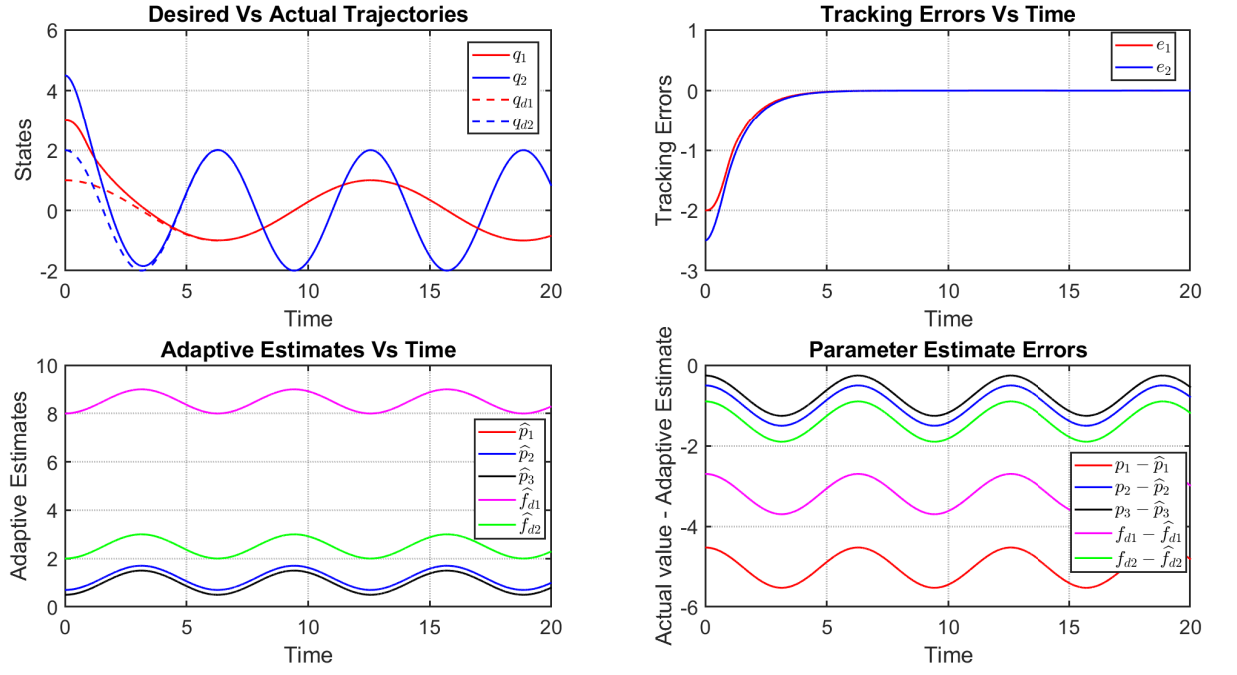 Desired Vs Actual Trajectories
6
4
2
0
-2
States
0 5 10 15 20
Time
q1
q2
qd1
qd2
Tracking Errors Vs Time
1
0
-1
-2
-3
Tracking Errors
0 5 10 15 20
Time
e1
e2
Adaptive Estimates Vs Time
10
8
6
4
2
0
Adaptive Estimates
0 5 10 15 20
Time
p̂1
p̂2
p̂3
f̂d1
f̂d2
Parameter Estimate Errors
0
-2
-4
-6
Actual value - Adaptive Estimate
0 5 10 15 20
Time
p1 − p̂1
p2 − p̂2
p3 − p̂3
fd1 − f̂d1
fd2 − f̂d2